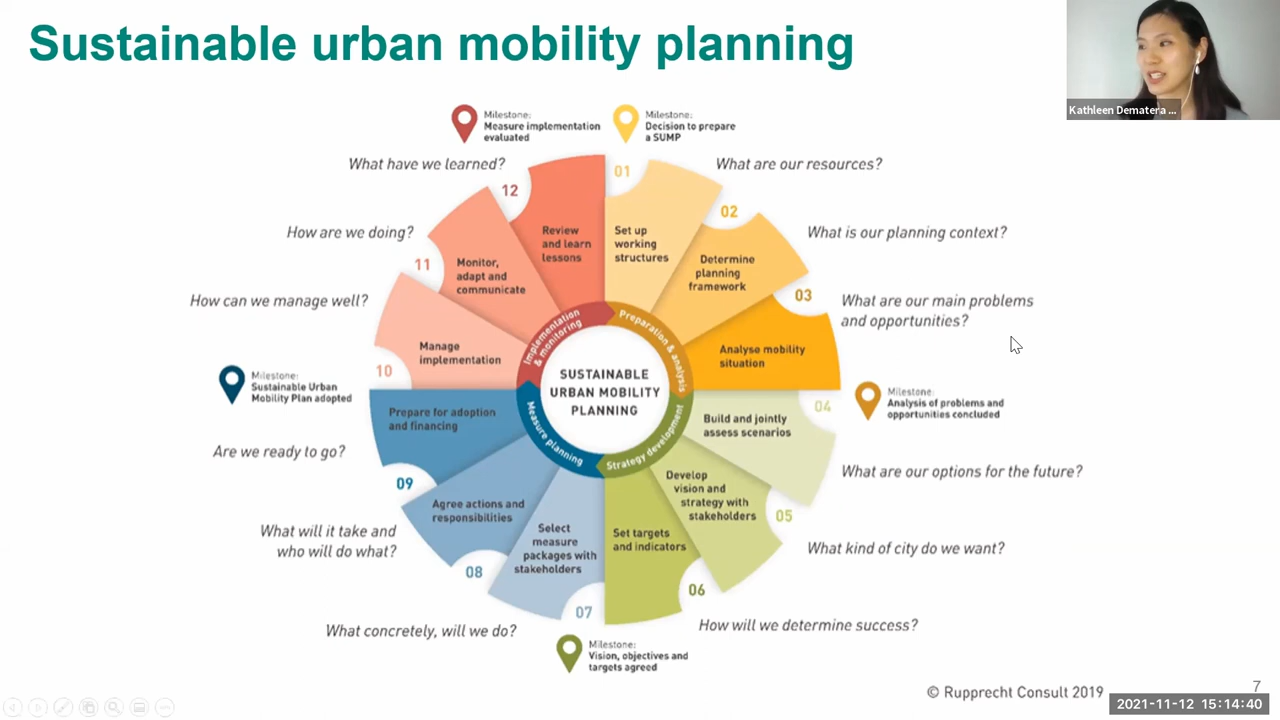 Sustainable urban mobility planning
Kathleen Dematera ...
Milestone:
Measure implementation
evaluated
Milestone:
Decision to prepare
a SUMP
What have we learned?
12
01
What are our resources?
Review
and learn
lessons
Set up
working
structures
02
What is our planning context?
Determine
planning
framework
03
What are our main problems
and opportunities?
Analyse mobility
situation
Milestone:
Analysis of problems and
opportunities concluded
04
Build and jointly
assess scenarios
What are our options for the future?
05
Develop
vision and
strategy with
stakeholders
What kind of city do we want?
06
Set targets
and indicators
How will we determine success?
Milestone:
Vision, objectives and
targets agreed
07
Select
measure
packages with
stakeholders
What concretely, will we do?
08
Agree actions and
responsibilities
What will it take and
who will do what?
09
Prepare for adoption
and financing
Are we ready to go?
Milestone:
Sustainable Urban
Mobility Plan adopted
10
Manage
implementation
How can we manage well?
11
Monitor,
adapt and
communicate
How are we doing?
Implementation
& monitoring
Preparation & analysis
Strategy development
Measure planning
SUSTAINABLE
URBAN MOBILITY
PLANNING
© Rupprecht Consult 2019
7
2021-11-12 15:14:40